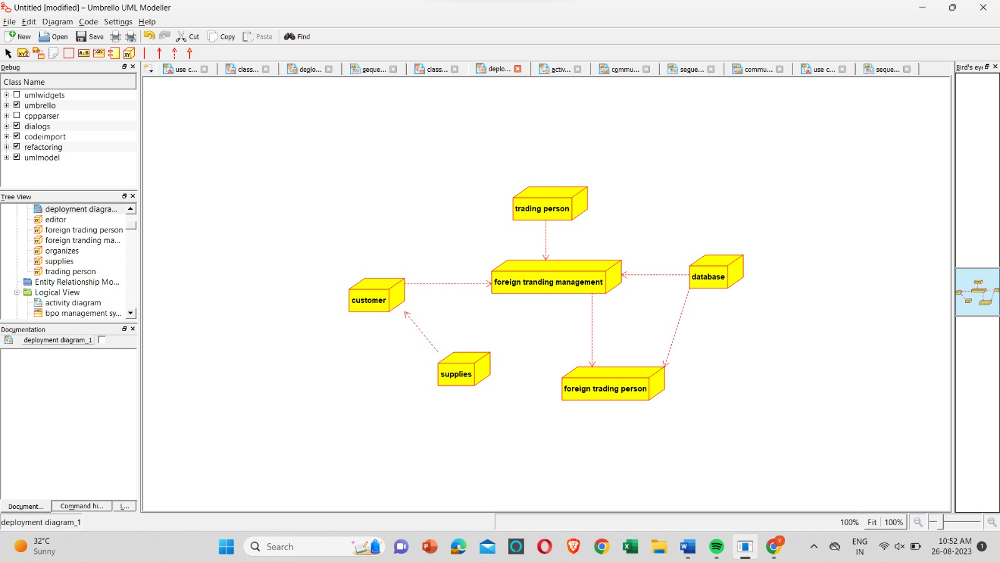 Untitled [modified] – Umbrello UML Modeller
File Edit Diagram Code Settings Help
New Open Save Cut Copy Paste Find
Debug
Class Name
umlwidgets
umbrello
cppparser
dialogs
codeimport
refactoring
umlmodel
Tree View
deployment diagra...
editor
foreign trading person
foreign tranding ma...
organizes
supplies
trading person
Entity Relationship Mo...
Logical View
activity diagram
bpo management sy...
Documentation
deployment diagram_1
Document... Command hi... L...
use c... class... deplo... seque... class... deplo... activ... commu... seque... commu... use c... seque...
Bird's eye
trading person
foreign tranding management
database
customer
supplies
foreign trading person
deployment diagram_1
100% Fit 100%
32°C
Sunny
Search
ENG
IN
10:52 AM
26-08-2023
1